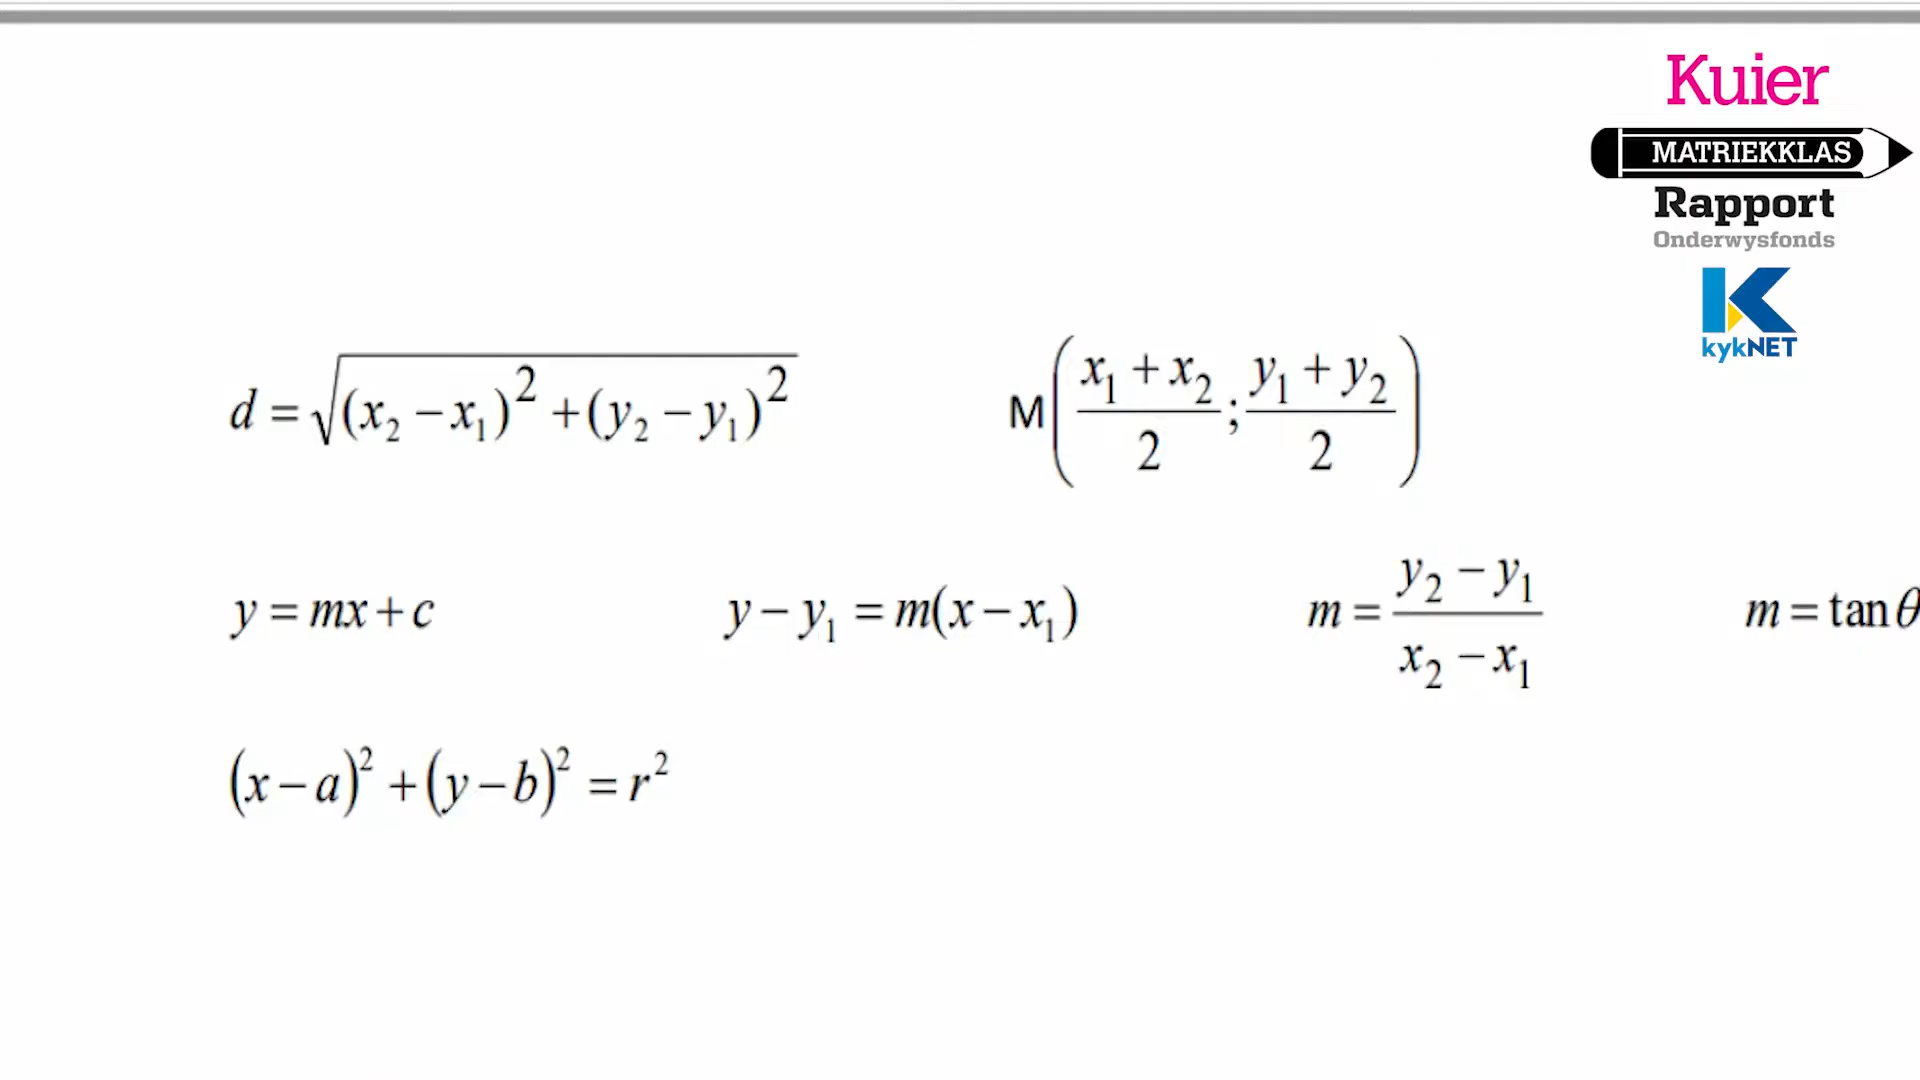 Kuier
MATRIEKKLAS
Rapport
Onderwysfonds
kykNET
d = √((x₂ − x₁)² + (y₂ − y₁)²)
M((x₁ + x₂)/2 ; (y₁ + y₂)/2)
y = mx + c
y − y₁ = m(x − x₁)
m = (y₂ − y₁)/(x₂ − x₁)
m = tan θ
(x − a)² + (y − b)² = r²